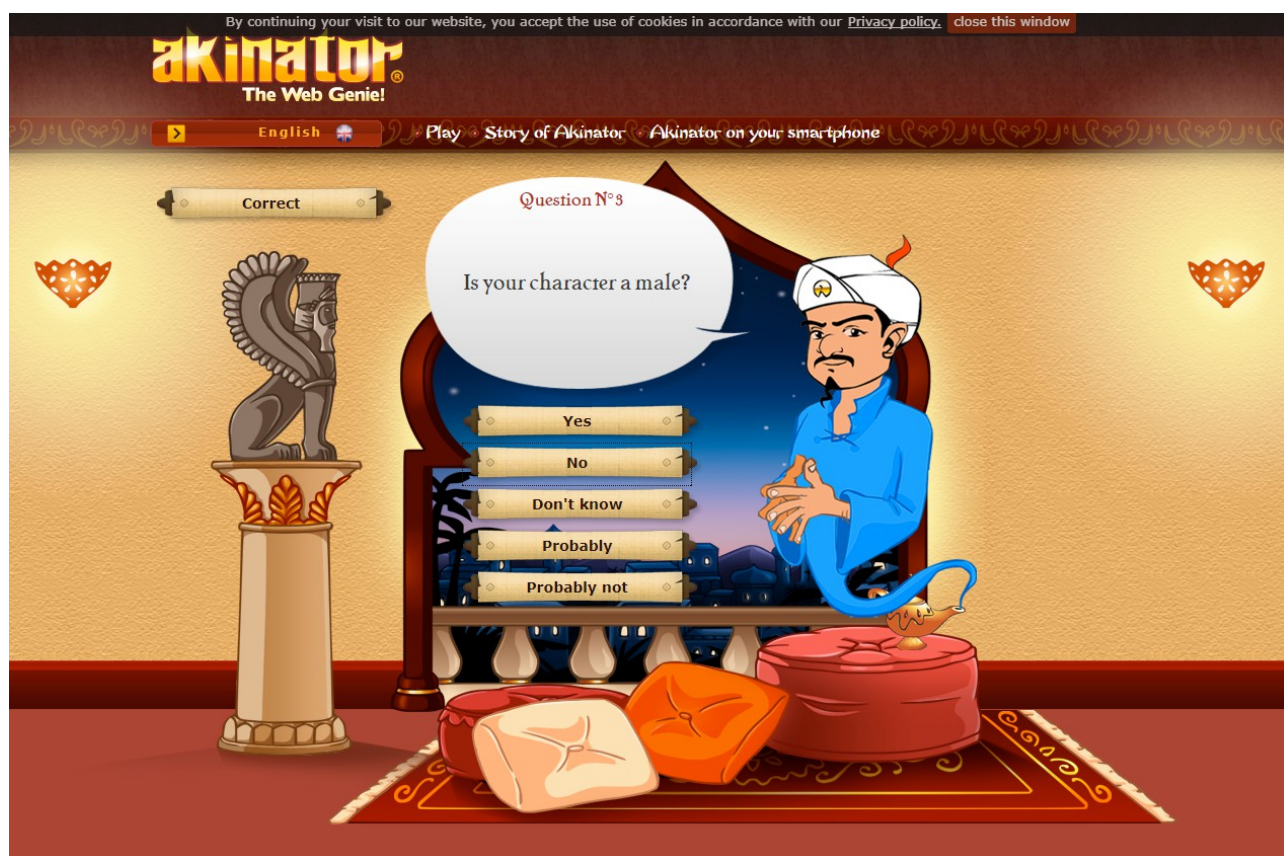 By continuing your visit to our website, you accept the use of cookies in accordance with our Privacy policy. close this window
akinator®
The Web Genie!
English
Play Story of Akinator Akinator on your smartphone
Correct
Question N°3
Is your character a male?
Yes
No
Don't know
Probably
Probably not